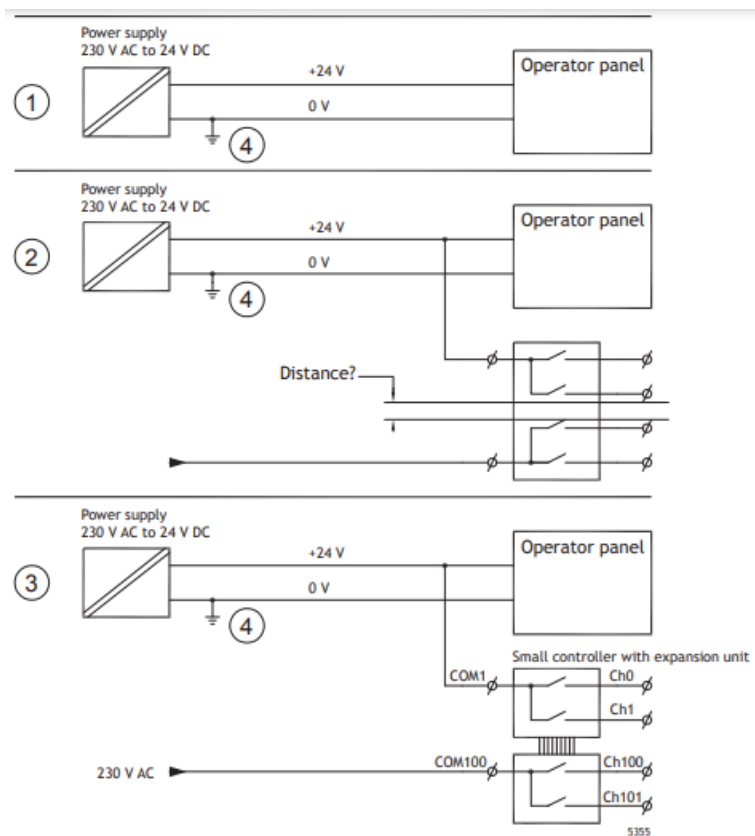 Power supply
230 V AC to 24 V DC
+24 V
Operator panel
1
0 V
4
Power supply
230 V AC to 24 V DC
+24 V
Operator panel
2
0 V
4
Distance?
Power supply
230 V AC to 24 V DC
+24 V
Operator panel
3
0 V
4
Small controller with expansion unit
COM1
Ch0
Ch1
230 V AC
COM100
Ch100
Ch101
5355